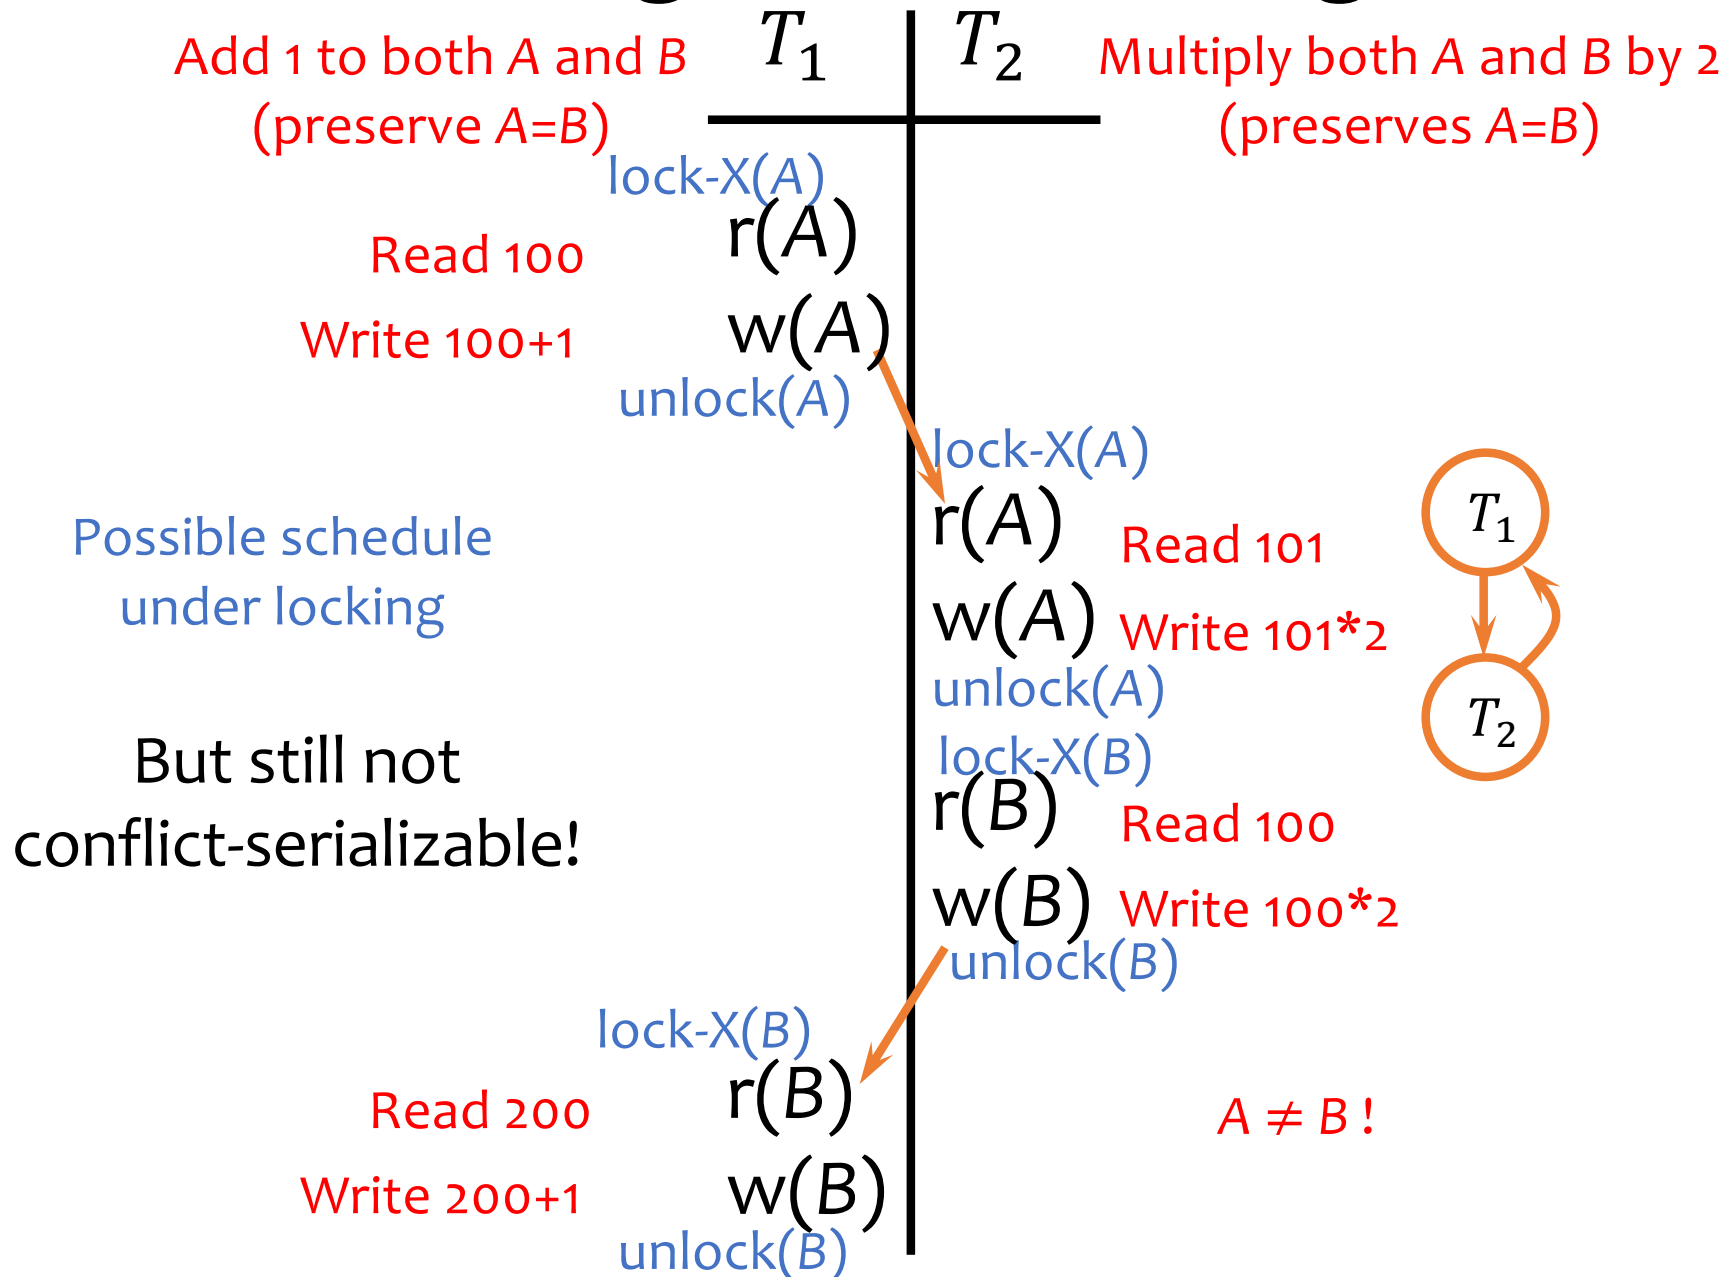 T₁
T₂
Add 1 to both A and B
(preserve A=B)
Multiply both A and B by 2
(preserves A=B)
lock-X(A)
r(A)
Read 100
w(A)
Write 100+1
unlock(A)
lock-X(A)
r(A)
Read 101
w(A)
Write 101*2
unlock(A)
lock-X(B)
r(B)
Read 100
w(B)
Write 100*2
unlock(B)
lock-X(B)
r(B)
Read 200
w(B)
Write 200+1
unlock(B)
Possible schedule
under locking
But still not
conflict-serializable!
T₁
T₂
A ≠ B !